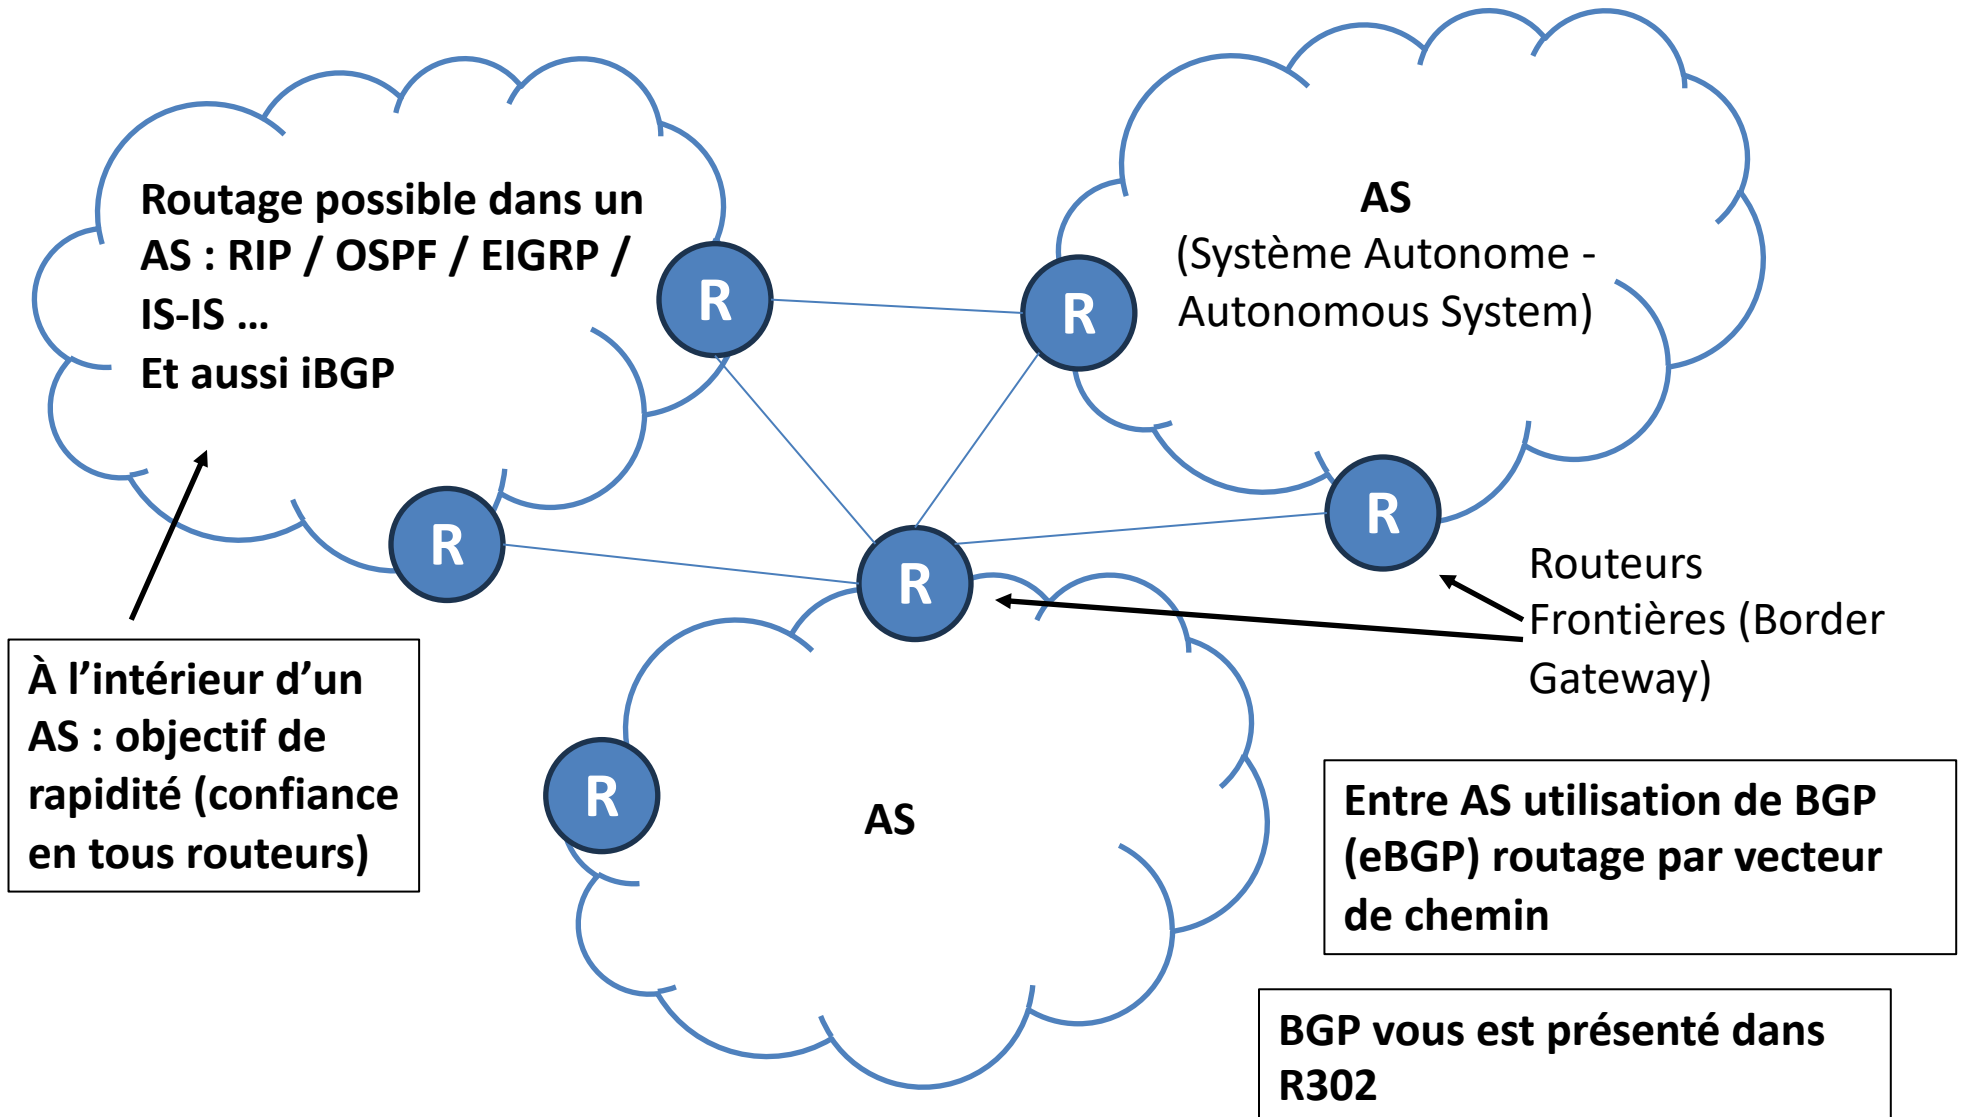 Routage possible dans un
AS : RIP / OSPF / EIGRP /
IS-IS ...
Et aussi iBGP
AS
(Système Autonome -
Autonomous System)
R
R
R
R
R
R
Routeurs
Frontières (Border
Gateway)
À l’intérieur d’un
AS : objectif de
rapidité (confiance
en tous routeurs)
AS
Entre AS utilisation de BGP
(eBGP) routage par vecteur
de chemin
BGP vous est présenté dans
R302